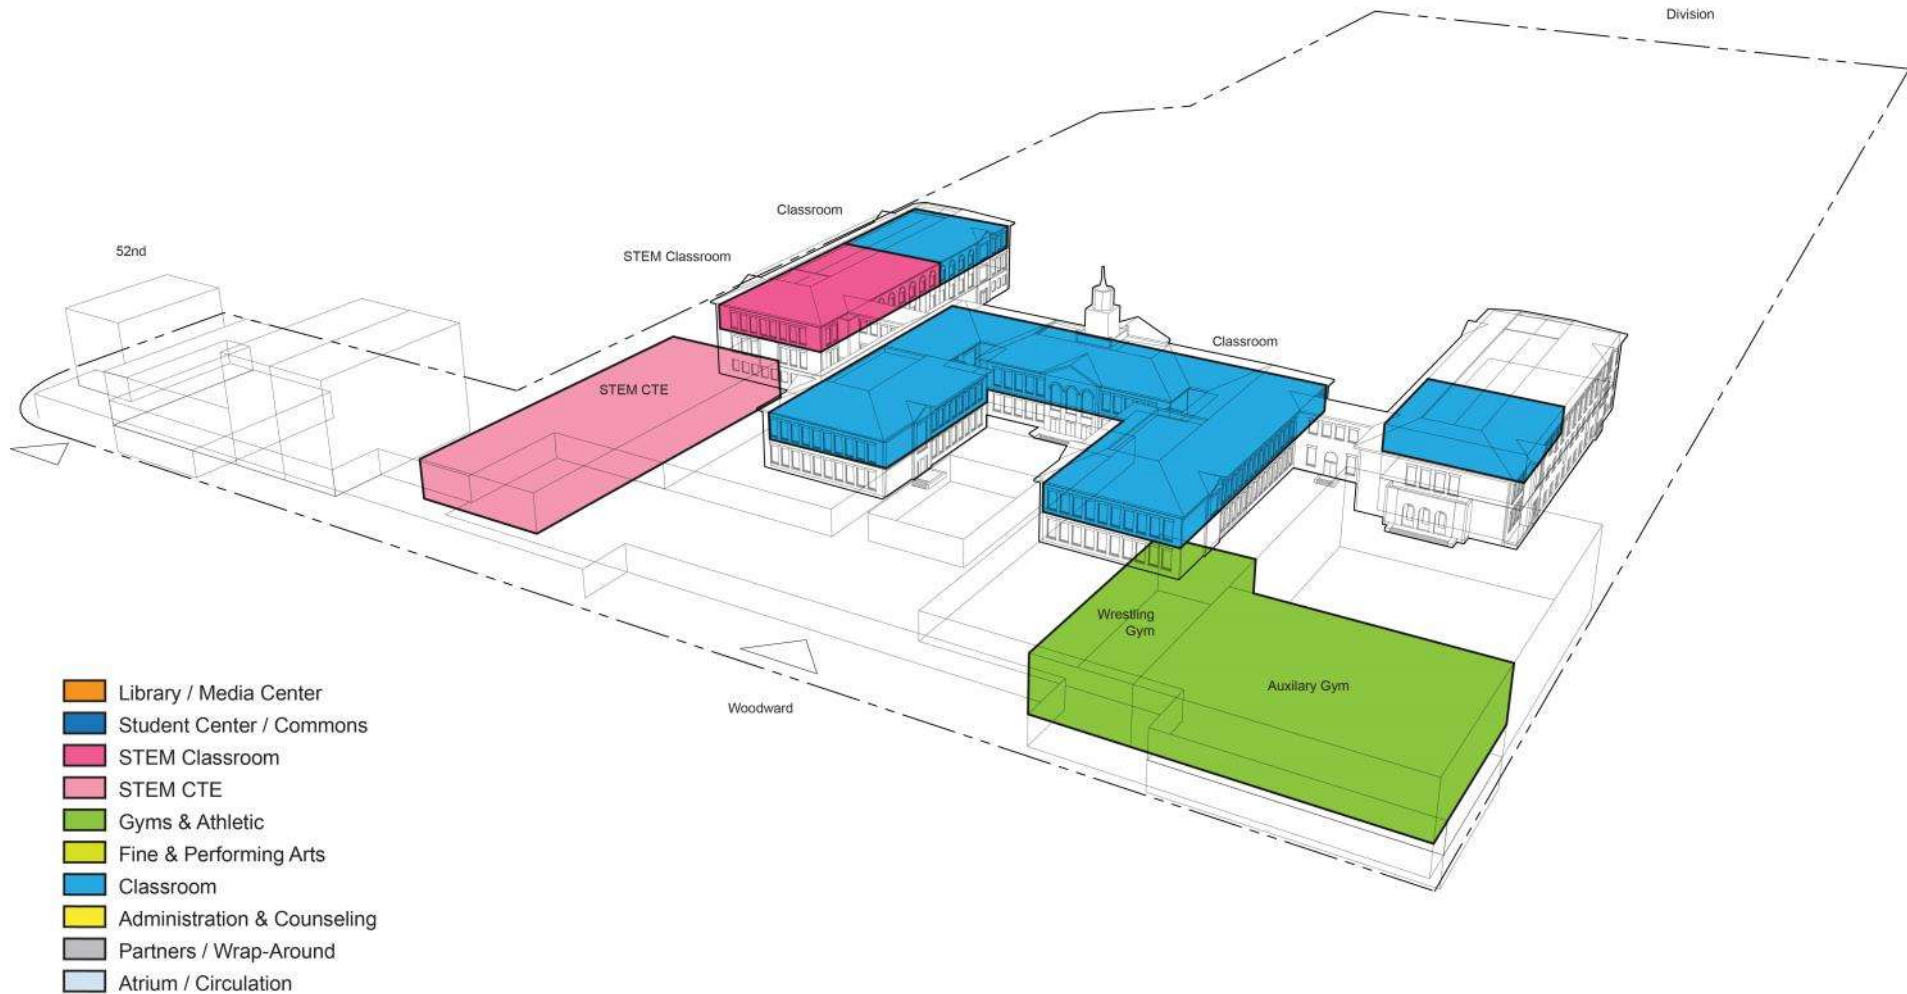 Division
Classroom
52nd
STEM Classroom
Classroom
STEM CTE
Wrestling
Gym
Auxilary Gym
Woodward
Library / Media Center
Student Center / Commons
STEM Classroom
STEM CTE
Gyms & Athletic
Fine & Performing Arts
Classroom
Administration & Counseling
Partners / Wrap-Around
Atrium / Circulation